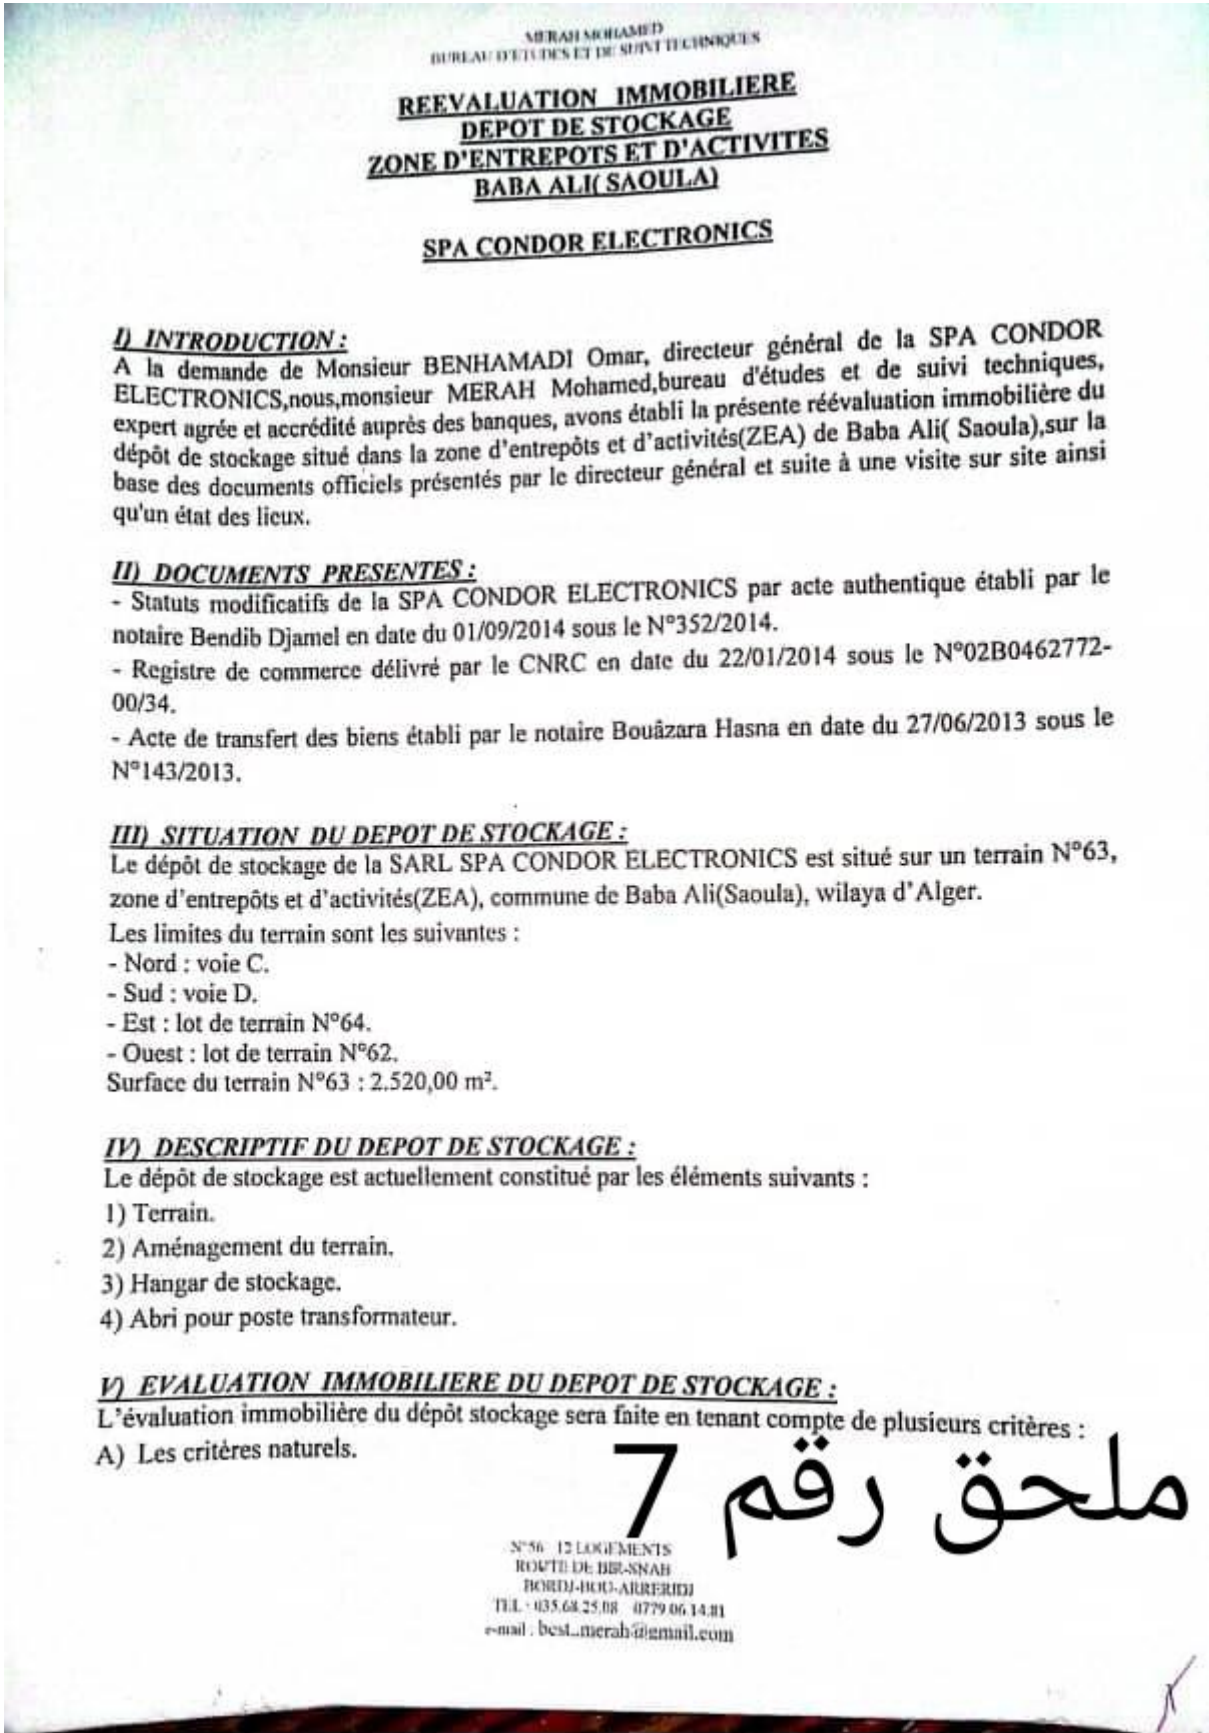 MERAH MOHAMED
BUREAU D'ETUDES ET DE SUIVI TECHNIQUES
REEVALUATION IMMOBILIERE
DEPOT DE STOCKAGE
ZONE D'ENTREPOTS ET D'ACTIVITES
BABA ALI( SAOULA)
SPA CONDOR ELECTRONICS
I) INTRODUCTION :
A la demande de Monsieur BENHAMADI Omar, directeur général de la SPA CONDOR
ELECTRONICS,nous,monsieur MERAH Mohamed,bureau d'études et de suivi techniques,
expert agrée et accrédité auprès des banques, avons établi la présente réévaluation immobilière du
dépôt de stockage situé dans la zone d'entrepôts et d'activités(ZEA) de Baba Ali( Saoula),sur la
base des documents officiels présentés par le directeur général et suite à une visite sur site ainsi
qu'un état des lieux.
II) DOCUMENTS PRESENTES :
- Statuts modificatifs de la SPA CONDOR ELECTRONICS par acte authentique établi par le
notaire Bendib Djamel en date du 01/09/2014 sous le N°352/2014.
- Registre de commerce délivré par le CNRC en date du 22/01/2014 sous le N°02B0462772-
00/34.
- Acte de transfert des biens établi par le notaire Bouâzara Hasna en date du 27/06/2013 sous le
N°143/2013.
III) SITUATION DU DEPOT DE STOCKAGE :
Le dépôt de stockage de la SARL SPA CONDOR ELECTRONICS est situé sur un terrain N°63,
zone d'entrepôts et d'activités(ZEA), commune de Baba Ali(Saoula), wilaya d'Alger.
Les limites du terrain sont les suivantes :
- Nord : voie C.
- Sud : voie D.
- Est : lot de terrain N°64.
- Ouest : lot de terrain N°62.
Surface du terrain N°63 : 2.520,00 m².
IV) DESCRIPTIF DU DEPOT DE STOCKAGE :
Le dépôt de stockage est actuellement constitué par les éléments suivants :
1) Terrain.
2) Aménagement du terrain.
3) Hangar de stockage.
4) Abri pour poste transformateur.
V) EVALUATION IMMOBILIERE DU DEPOT DE STOCKAGE :
L'évaluation immobilière du dépôt stockage sera faite en tenant compte de plusieurs critères :
A) Les critères naturels.
ملحق رقم 7
N°56 12 LOGEMENTS
ROUTE DE BIR-SNAB
BORDJ-BOU-ARRERIDJ
TEL : 035.68.25.08 0779.06.14.81
e-mail : best_merah@gmail.com